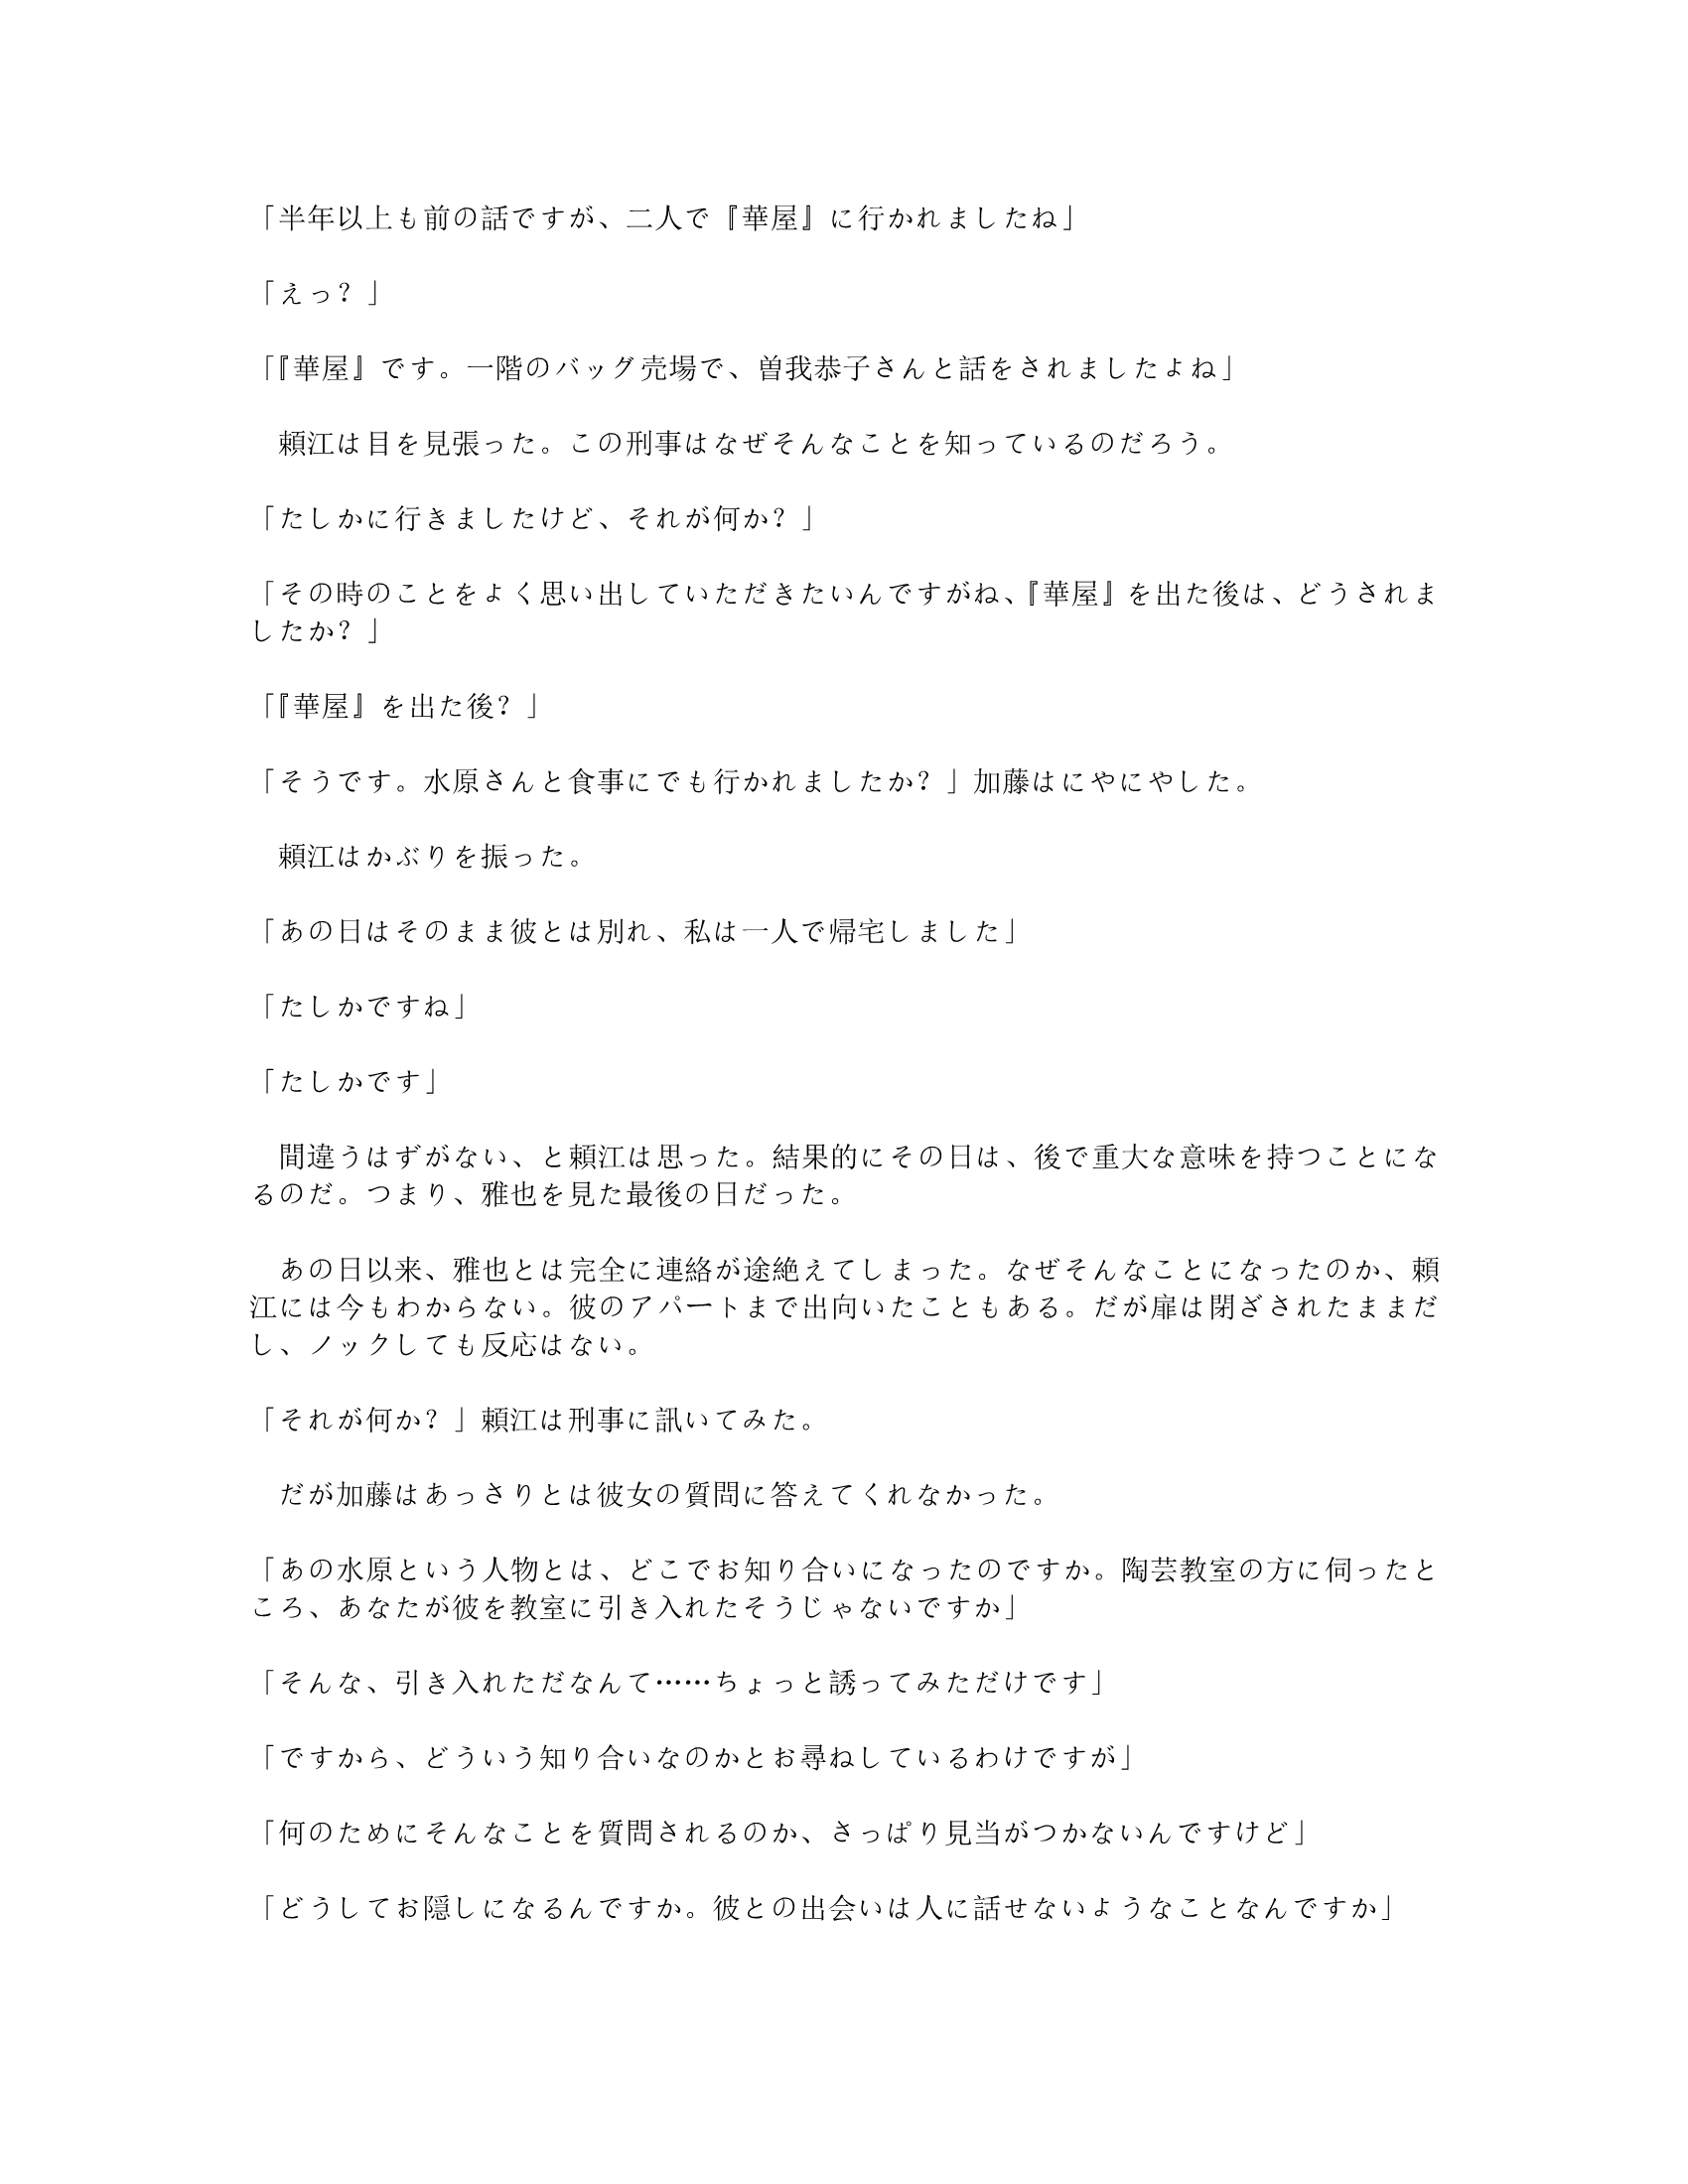 「半年以上も前の話ですが、二人で『華屋』に行かれましたね」
「えっ？」
「『華屋』です。一階のバッグ売場で、曽我恭子さんと話をされましたよね」
　頼江は目を見張った。この刑事はなぜそんなことを知っているのだろう。
「たしかに行きましたけど、それが何か？」
「その時のことをよく思い出していただきたいんですがね、『華屋』を出た後は、どうされま
したか？」
「『華屋』を出た後？」
「そうです。水原さんと食事にでも行かれましたか？」加藤はにやにやした。
　頼江はかぶりを振った。
「あの日はそのまま彼とは別れ、私は一人で帰宅しました」
「たしかですね」
「たしかです」
　間違うはずがない、と頼江は思った。結果的にその日は、後で重大な意味を持つことにな
るのだ。つまり、雅也を見た最後の日だった。
　あの日以来、雅也とは完全に連絡が途絶えてしまった。なぜそんなことになったのか、頼
江には今もわからない。彼のアパートまで出向いたこともある。だが扉は閉ざされたままだ
し、ノックしても反応はない。
「それが何か？」頼江は刑事に訊いてみた。
　だが加藤はあっさりとは彼女の質問に答えてくれなかった。
「あの水原という人物とは、どこでお知り合いになったのですか。陶芸教室の方に伺ったと
ころ、あなたが彼を教室に引き入れたそうじゃないですか」
「そんな、引き入れただなんて……ちょっと誘ってみただけです」
「ですから、どういう知り合いなのかとお尋ねしているわけですが」
「何のためにそんなことを質問されるのか、さっぱり見当がつかないんですけど」
「どうしてお隠しになるんですか。彼との出会いは人に話せないようなことなんですか」